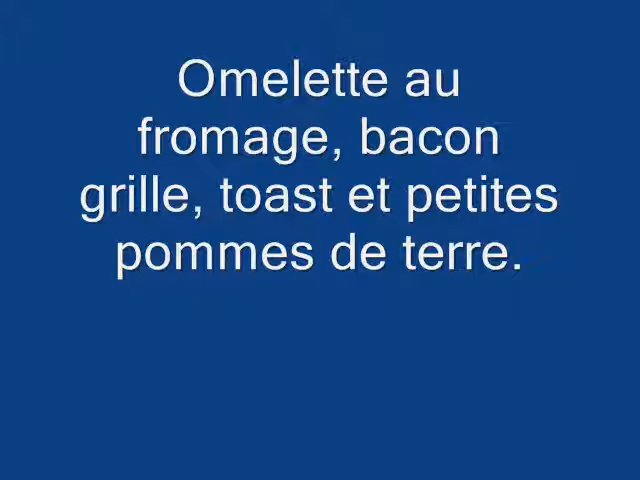 Omelette au
fromage, bacon
grille, toast et petites
pommes de terre.